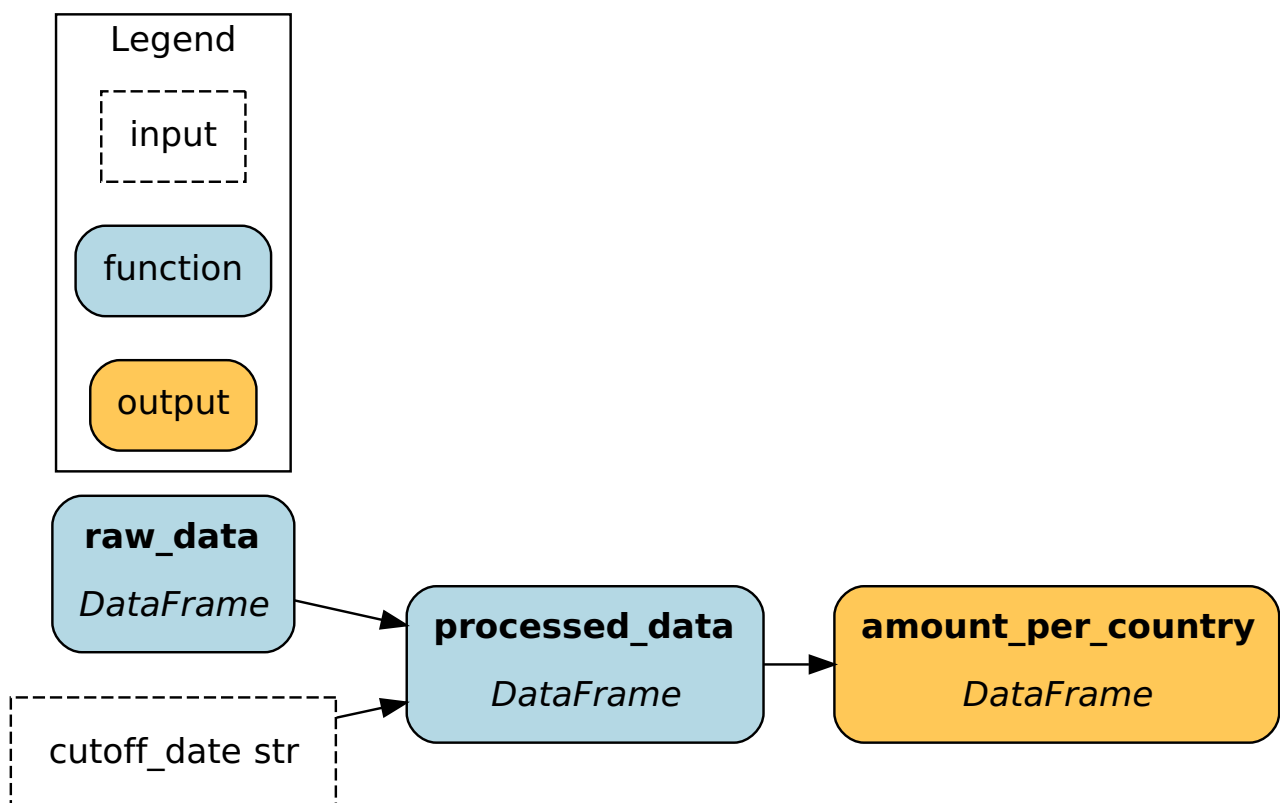 Legend
input
function
output
raw_data
DataFrame
cutoff_date str
processed_data
DataFrame
amount_per_country
DataFrame